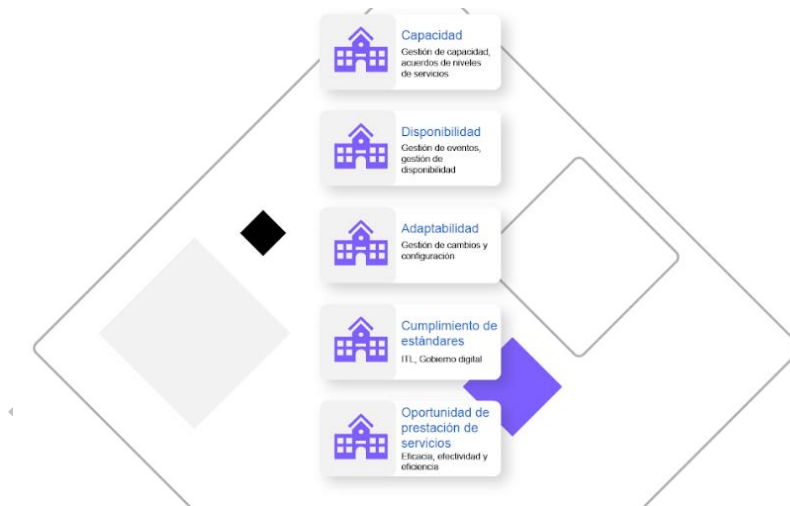 Capacidad
Gestión de capacidad,
acuerdos de niveles
de servicios
Disponibilidad
Gestión de eventos,
gestión de
disponibilidad
Adaptabilidad
Gestión de cambios y
configuración
Cumplimiento de
estándares
ITL, Gobierno digital
Oportunidad de
prestación de
servicios
Eficacia, efectividad y
eficiencia